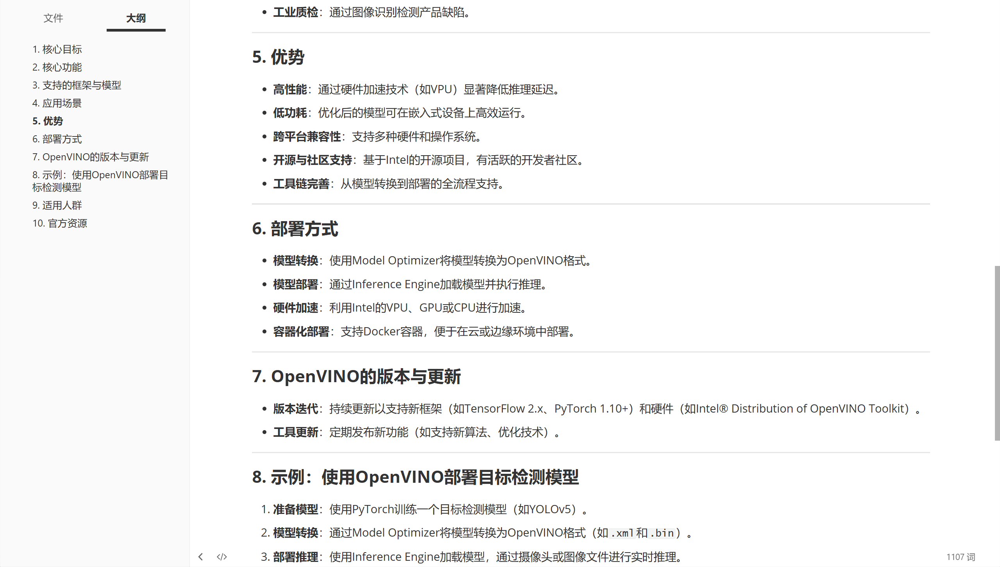 文件
大纲
1. 核心目标
2. 核心功能
3. 支持的框架与模型
4. 应用场景
5. 优势
6. 部署方式
7. OpenVINO的版本与更新
8. 示例：使用OpenVINO部署目
标检测模型
9. 适用人群
10. 官方资源
工业质检：通过图像识别检测产品缺陷。
5. 优势
高性能：通过硬件加速技术（如VPU）显著降低推理延迟。
低功耗：优化后的模型可在嵌入式设备上高效运行。
跨平台兼容性：支持多种硬件和操作系统。
开源与社区支持：基于Intel的开源项目，有活跃的开发者社区。
工具链完善：从模型转换到部署的全流程支持。
6. 部署方式
模型转换：使用Model Optimizer将模型转换为OpenVINO格式。
模型部署：通过Inference Engine加载模型并执行推理。
硬件加速：利用Intel的VPU、GPU或CPU进行加速。
容器化部署：支持Docker容器，便于在云或边缘环境中部署。
7. OpenVINO的版本与更新
版本迭代：持续更新以支持新框架（如TensorFlow 2.x、PyTorch 1.10+）和硬件（如Intel® Distribution of OpenVINO Toolkit）。
工具更新：定期发布新功能（如支持新算法、优化技术）。
8. 示例：使用OpenVINO部署目标检测模型
1. 准备模型：使用PyTorch训练一个目标检测模型（如YOLOv5）。
2. 模型转换：通过Model Optimizer将模型转换为OpenVINO格式（如.xml和.bin）。
3. 部署推理：使用Inference Engine加载模型，通过摄像头或图像文件进行实时推理。
1107 词